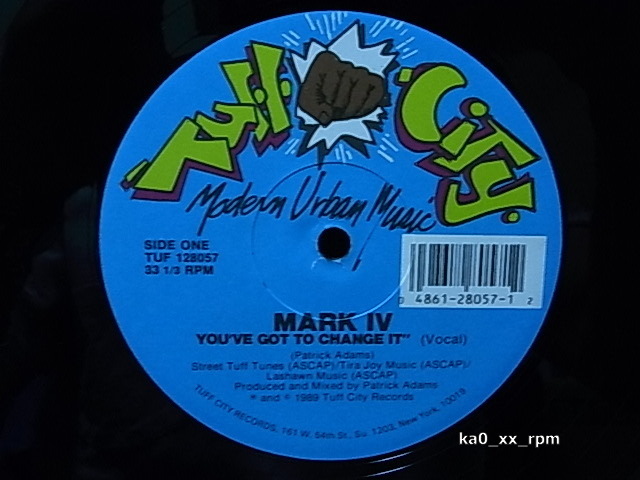 Tuff City
Modern Urban Music
SIDE ONE
TUF 128057
33 1/3 RPM
0 4861-28057-1 2
MARK IV
YOU'VE GOT TO CHANGE IT" (Vocal)
(Patrick Adams)
Street Tuff Tunes (ASCAP)/Tira Joy Music (ASCAP)/
Lashawn Music (ASCAP)
Produced and Mixed by Patrick Adams
℗ and © 1989 Tuff City Records
TUFF CITY RECORDS, 161 W. 54th St., Su. 1203, New York, 10019
ka0_xx_rpm